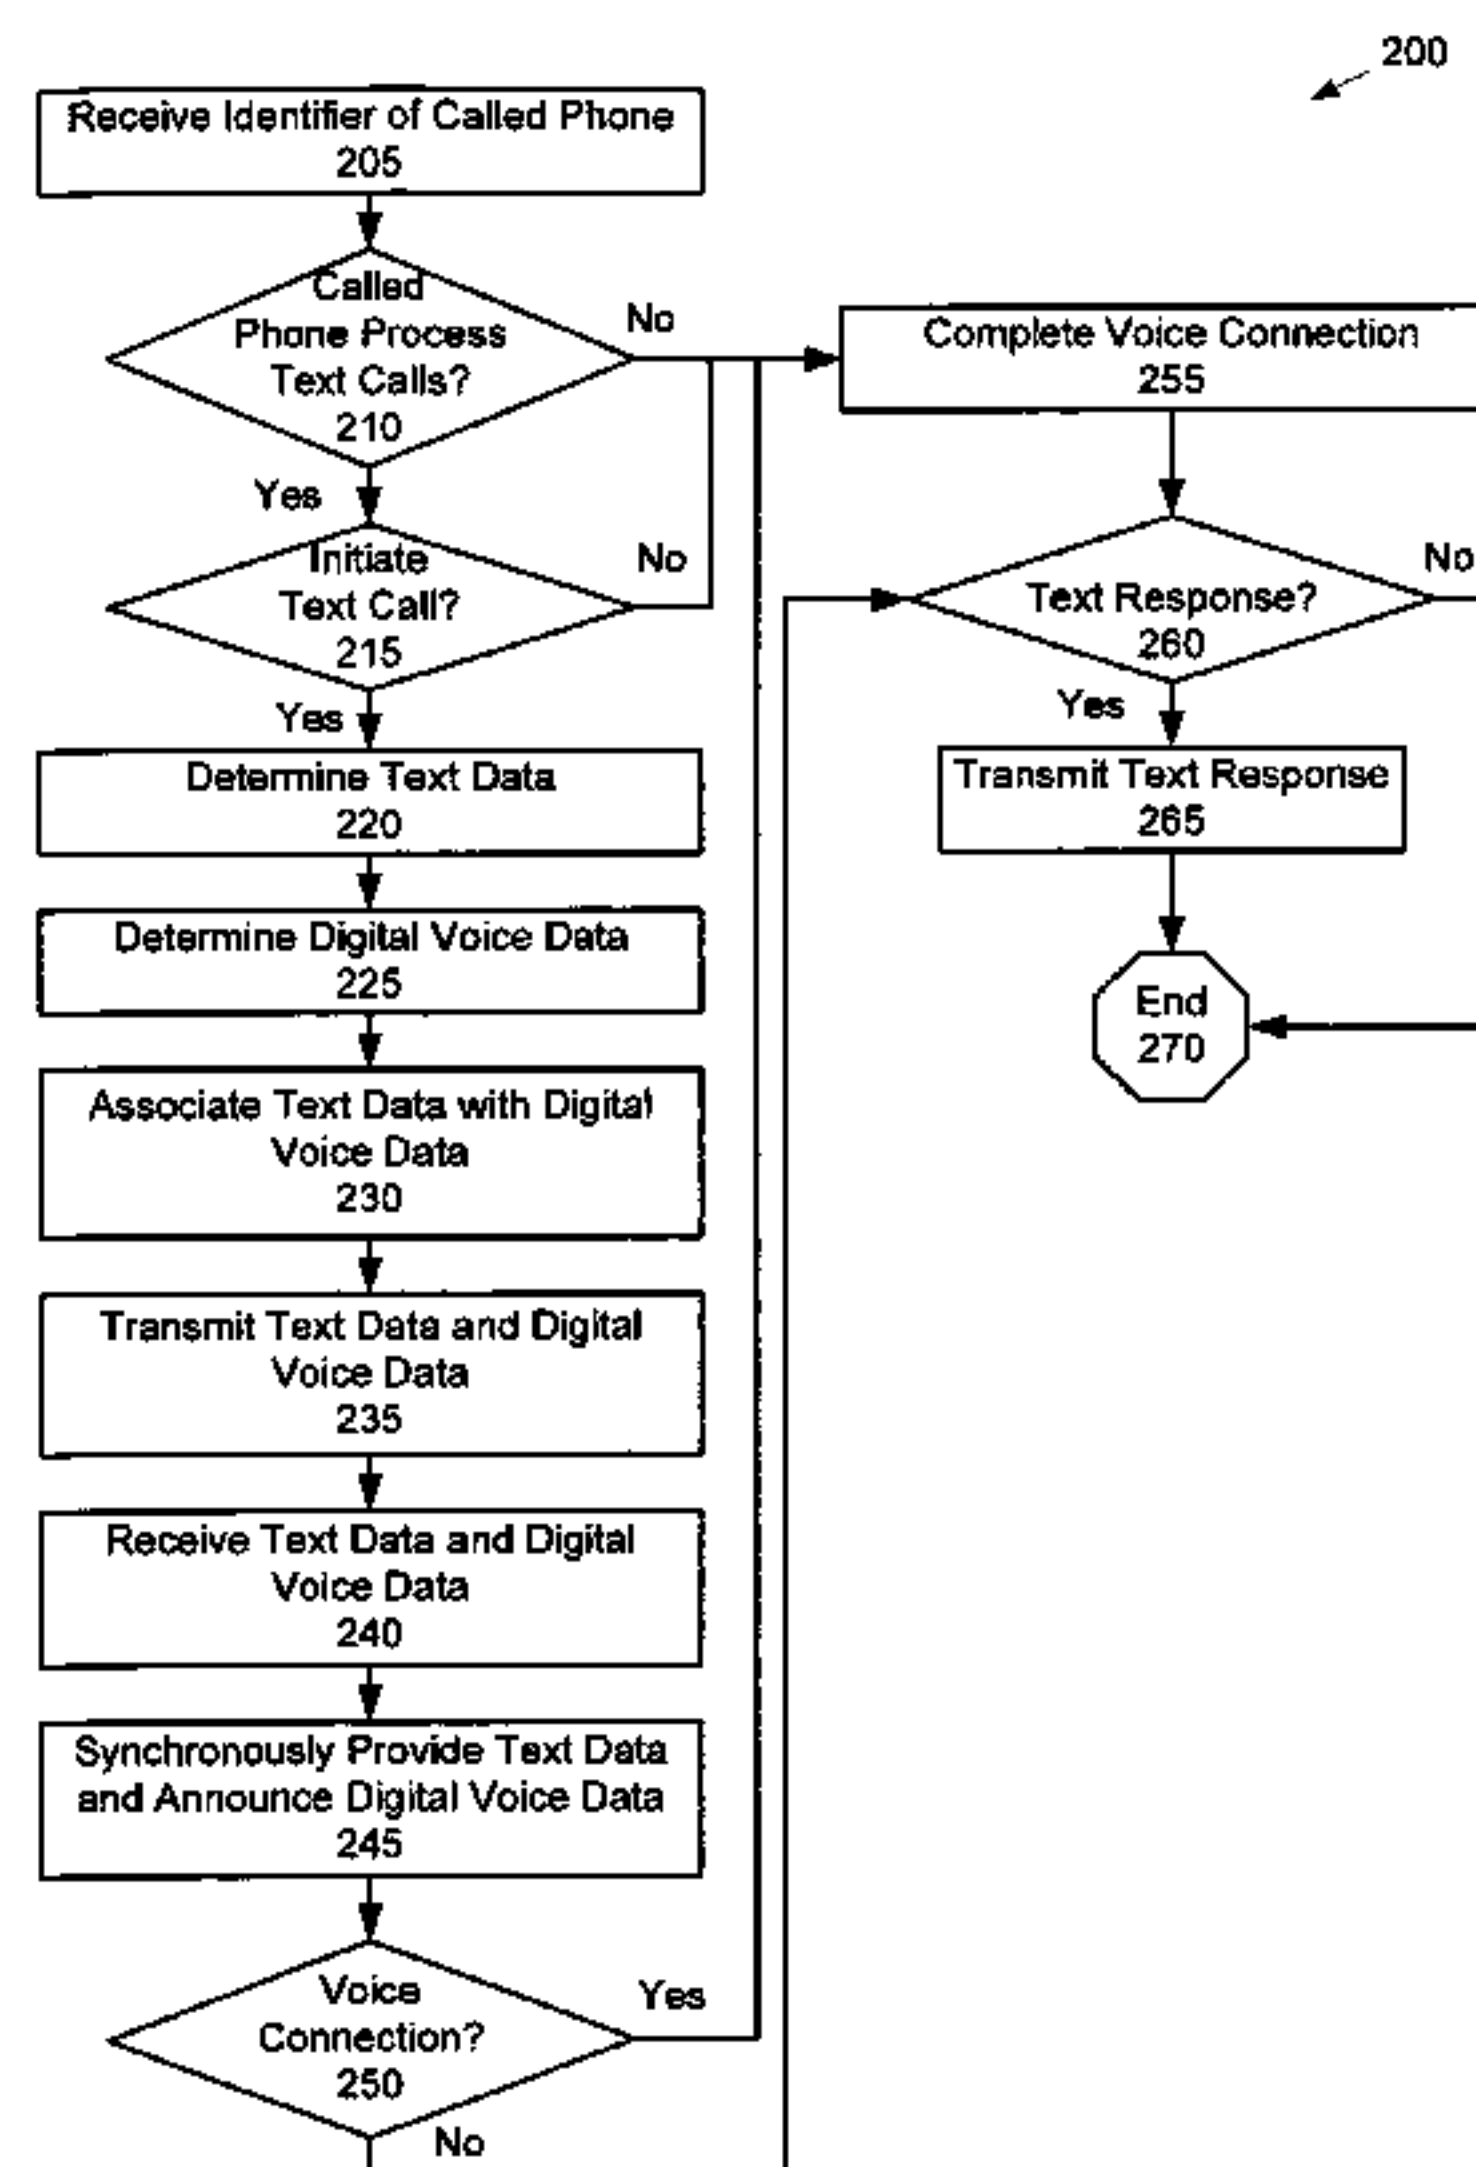 200
Receive Identifier of Called Phone
205
Called
Phone Process
Text Calls?
210
No
Yes
Initiate
Text Call?
215
No
Yes
Determine Text Data
220
Determine Digital Voice Data
225
Associate Text Data with Digital
Voice Data
230
Transmit Text Data and Digital
Voice Data
235
Receive Text Data and Digital
Voice Data
240
Synchronously Provide Text Data
and Announce Digital Voice Data
245
Voice
Connection?
250
Yes
No
Complete Voice Connection
255
Text Response?
260
No
Yes
Transmit Text Response
265
End
270